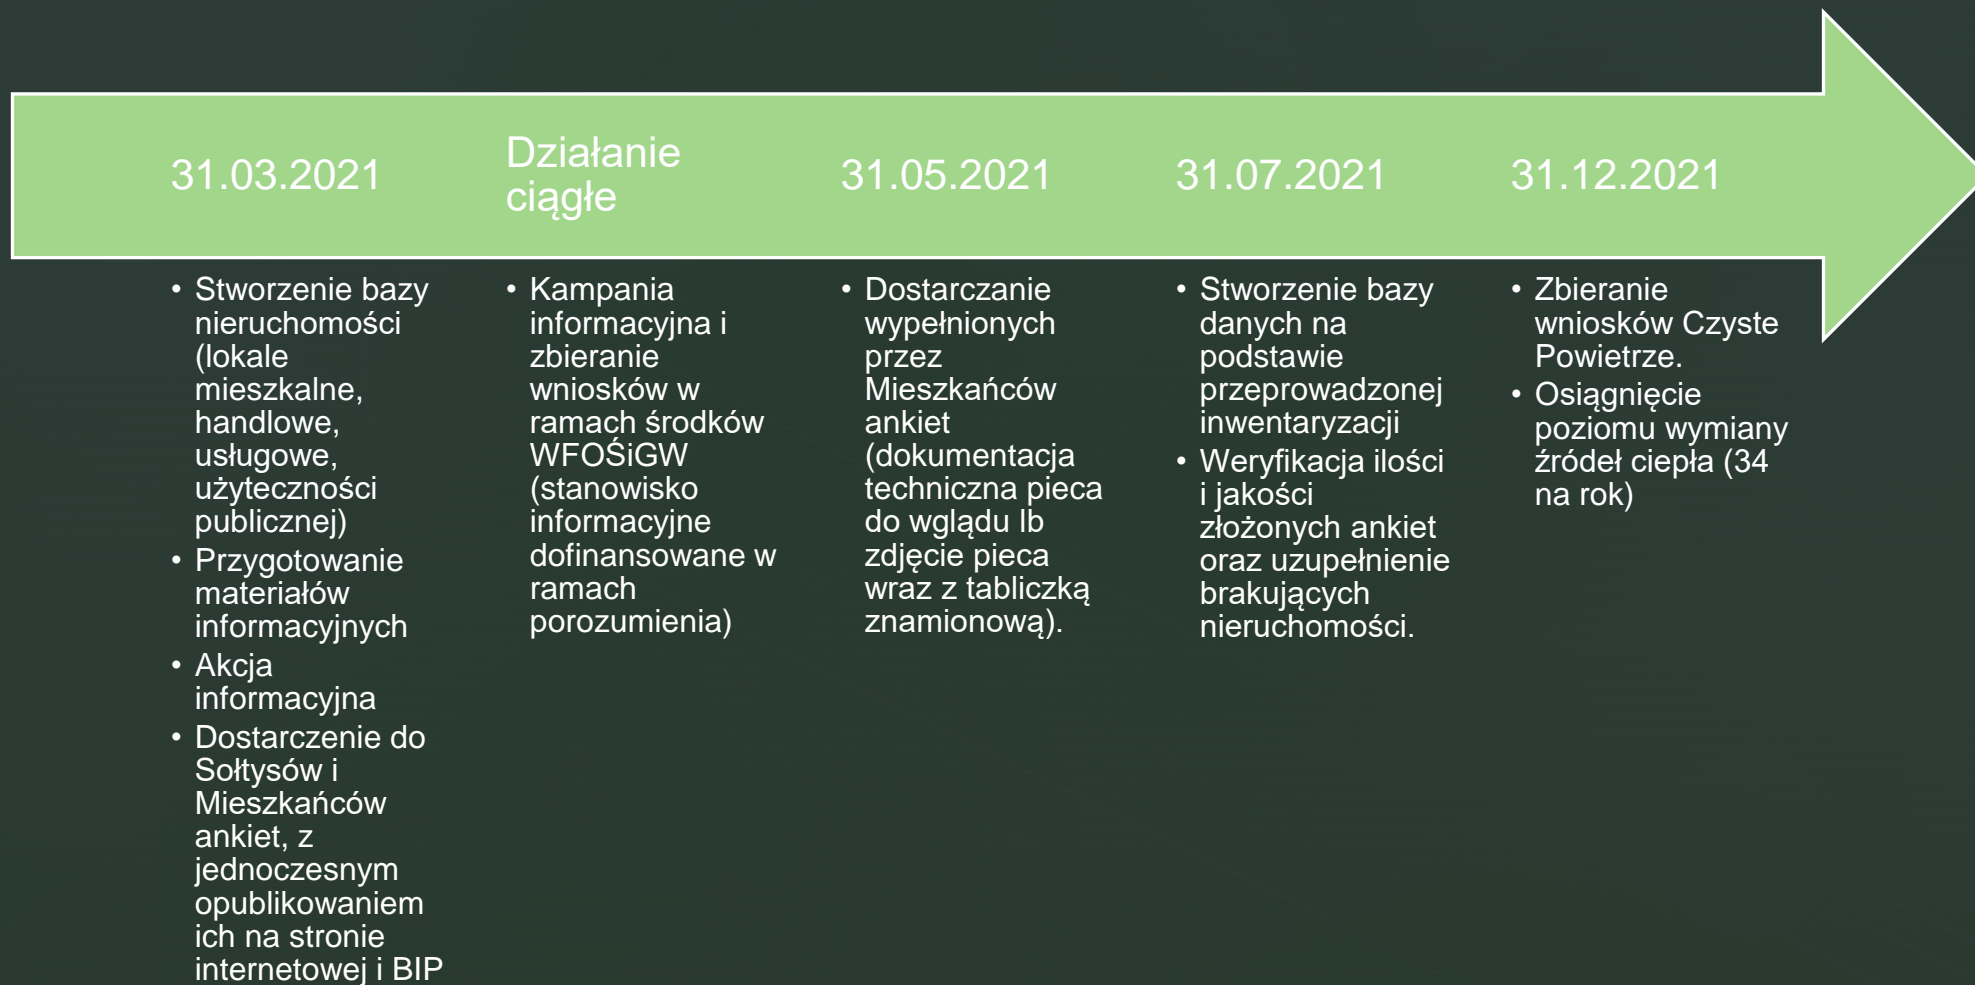 31.03.2021
• Stworzenie bazy
nieruchomości
(lokale
mieszkalne,
handlowe,
usługowe,
użyteczności
publicznej)
• Przygotowanie
materiałów
informacyjnych
• Akcja
informacyjna
• Dostarczenie do
Sołtysów i
Mieszkańców
ankiet, z
jednoczesnym
opublikowaniem
ich na stronie
internetowej i BIP
Działanie
ciągłe
• Kampania
informacyjna i
zbieranie
wniosków w
ramach środków
WFOŚiGW
(stanowisko
informacyjne
dofinansowane w
ramach
porozumienia)
31.05.2021
• Dostarczanie
wypełnionych
przez
Mieszkańców
ankiet
(dokumentacja
techniczna pieca
do wglądu lb
zdjęcie pieca
wraz z tabliczką
znamionową).
31.07.2021
• Stworzenie bazy
danych na
podstawie
przeprowadzonej
inwentaryzacji
• Weryfikacja ilości
i jakości
złożonych ankiet
oraz uzupełnienie
brakujących
nieruchomości.
31.12.2021
• Zbieranie
wniosków Czyste
Powietrze.
• Osiągnięcie
poziomu wymiany
źródeł ciepła (34
na rok)